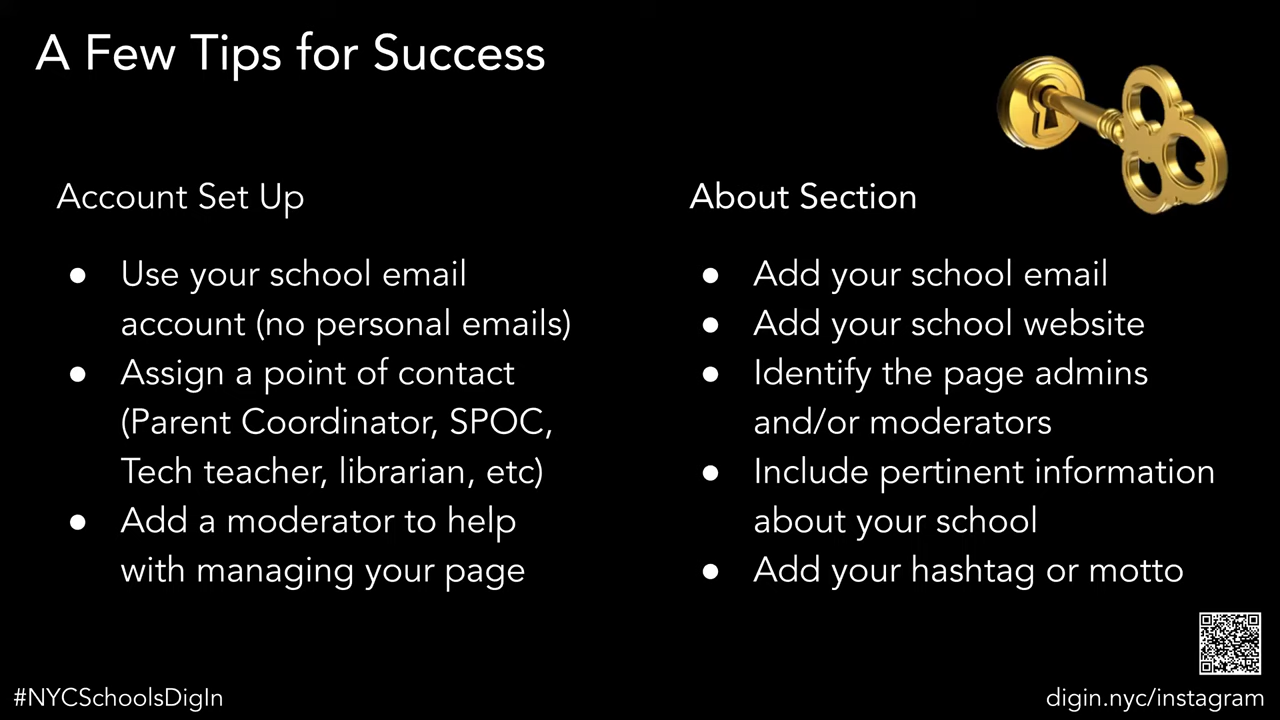 A Few Tips for Success
Account Set Up
● Use your school email
account (no personal emails)
● Assign a point of contact
(Parent Coordinator, SPOC,
Tech teacher, librarian, etc)
● Add a moderator to help
with managing your page
About Section
● Add your school email
● Add your school website
● Identify the page admins
and/or moderators
● Include pertinent information
about your school
● Add your hashtag or motto
#NYCSchoolsDigIn
digin.nyc/instagram